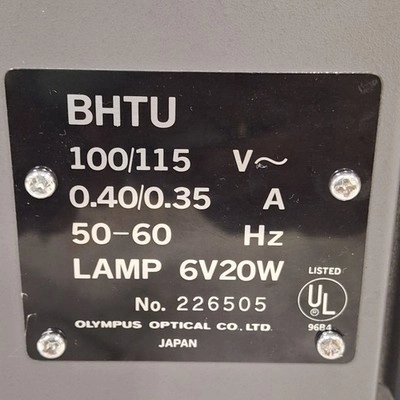 BHTU
100/115 V~
0.40/0.35 A
50-60 Hz
LAMP 6V20W
LISTED
UL
96B4
No. 226505
OLYMPUS OPTICAL CO. LTD.
JAPAN